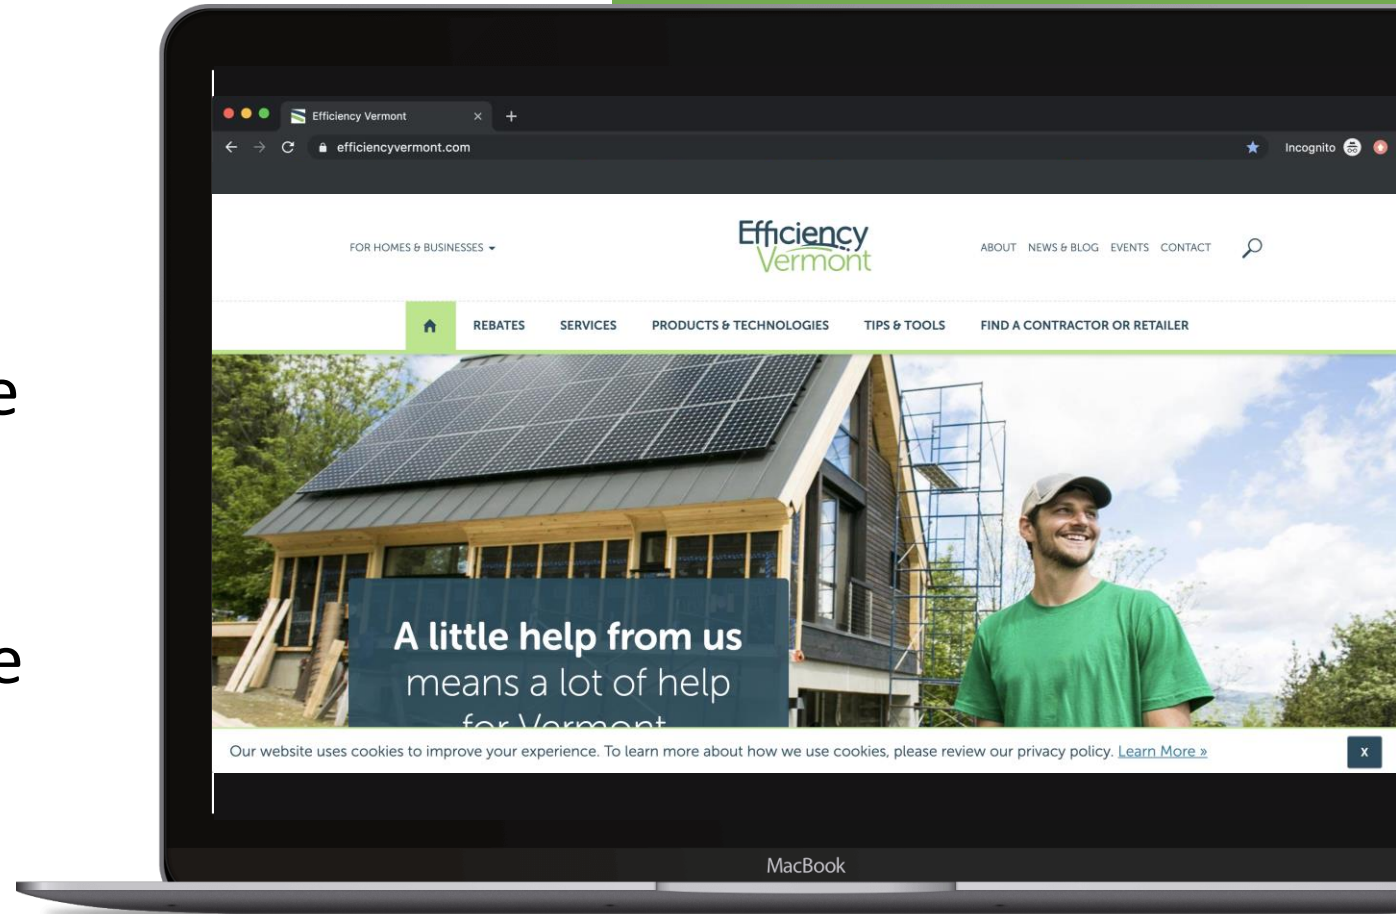 Efficiency Vermont
efficiencyvermont.com
Incognito
FOR HOMES & BUSINESSES
Efficiency
Vermont
ABOUT NEWS & BLOG EVENTS CONTACT
REBATES SERVICES PRODUCTS & TECHNOLOGIES TIPS & TOOLS FIND A CONTRACTOR OR RETAILER
e
e
A little help from us
means a lot of help
for Vermont
Our website uses cookies to improve your experience. To learn more about how we use cookies, please review our privacy policy. Learn More »
x
MacBook